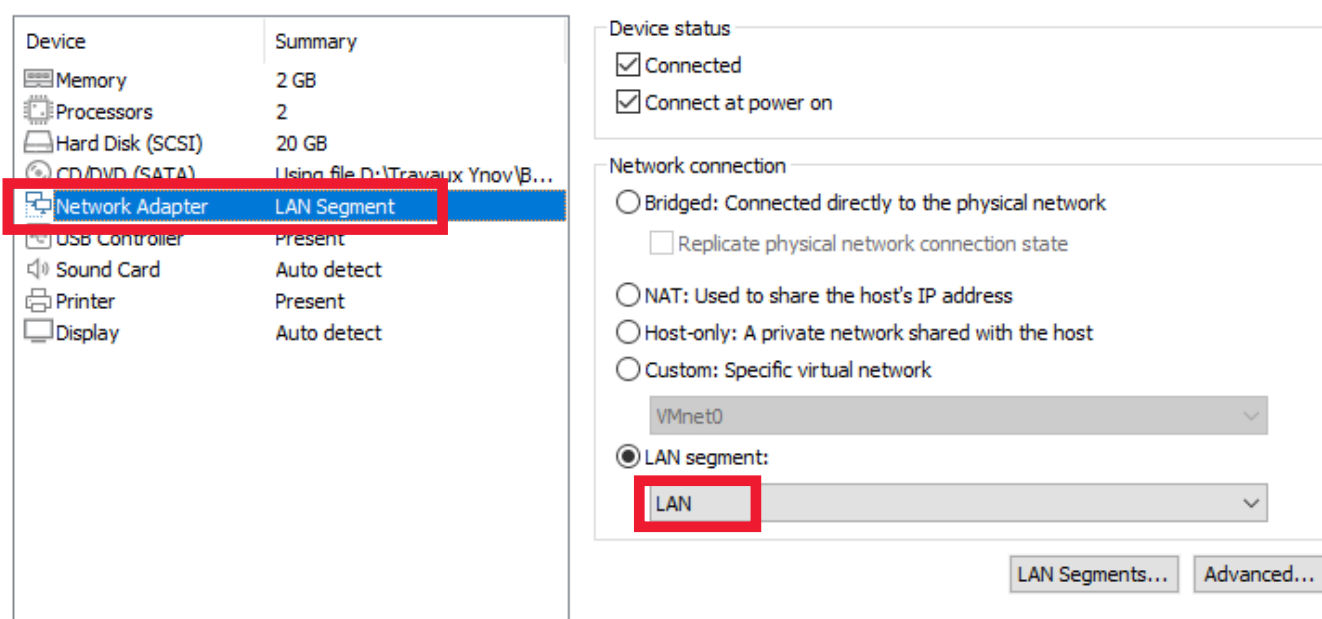 Device Summary
Memory 2 GB
Processors 2
Hard Disk (SCSI) 20 GB
CD/DVD (SATA) Using file D:\Travaux Ynov\B...
Network Adapter LAN Segment
USB Controller Present
Sound Card Auto detect
Printer Present
Display Auto detect
Device status
Connected
Connect at power on
Network connection
Bridged: Connected directly to the physical network
Replicate physical network connection state
NAT: Used to share the host's IP address
Host-only: A private network shared with the host
Custom: Specific virtual network
VMnet0
LAN segment:
LAN
LAN Segments... Advanced...